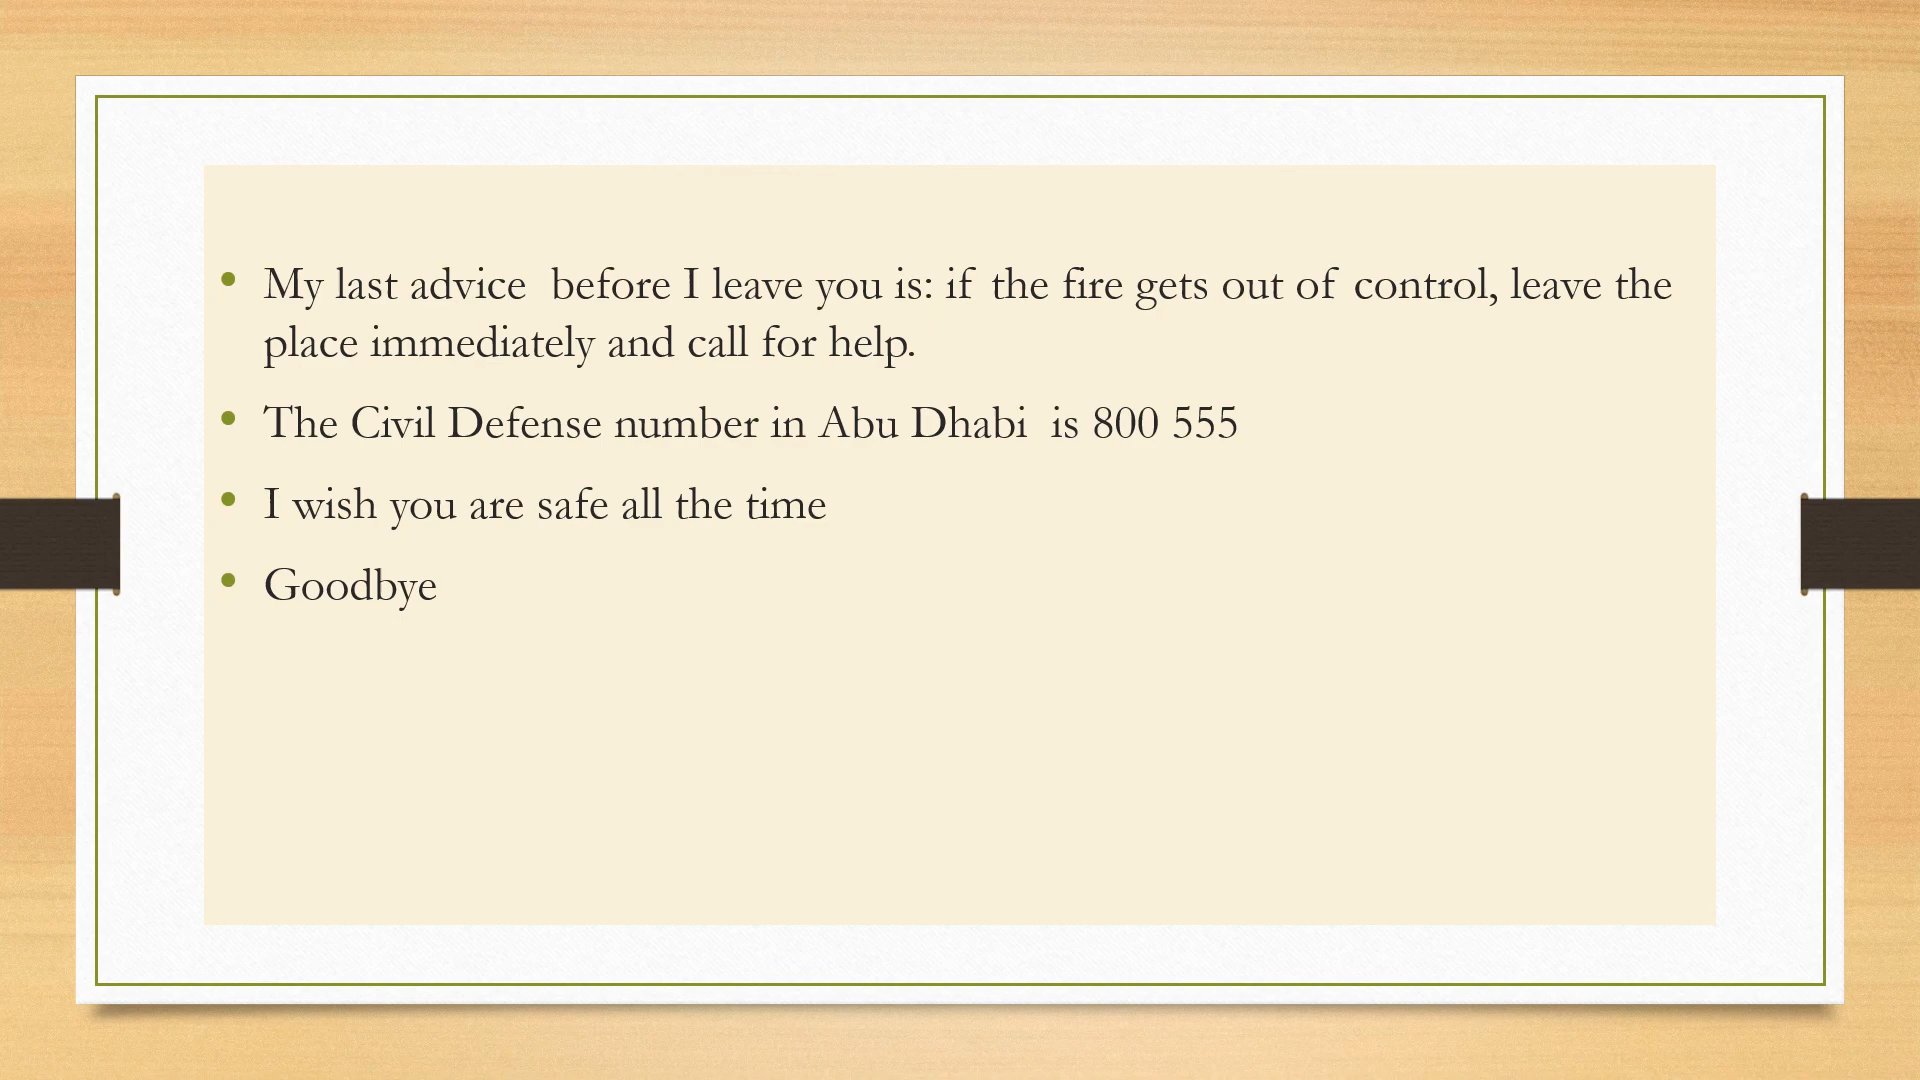 • My last advice  before I leave you is: if the fire gets out of control, leave the
place immediately and call for help.
• The Civil Defense number in Abu Dhabi  is 800 555
• I wish you are safe all the time
• Goodbye